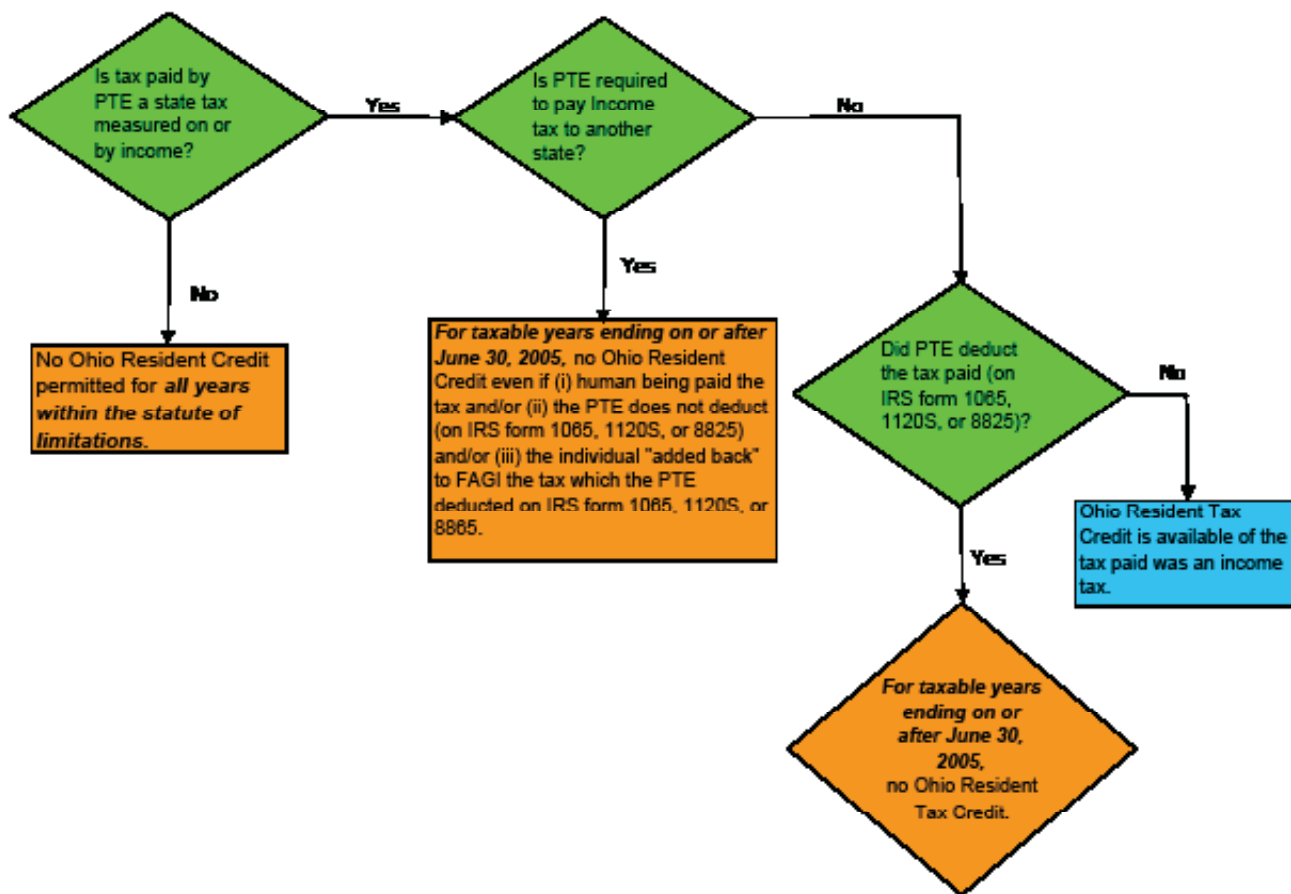 Is tax paid by
PTE a state tax
measured on or
by income?
Yes
Is PTE required
to pay Income
tax to another
state?
No
No
Yes
No Ohio Resident Credit
permitted for all years
within the statute of
limitations.
For taxable years ending on or after
June 30, 2005, no Ohio Resident
Credit even if (i) human being paid the
tax and/or (ii) the PTE does not deduct
(on IRS form 1065, 1120S, or 8825)
and/or (iii) the individual "added back"
to FAGI the tax which the PTE
deducted on IRS form 1065, 1120S, or
8865.
Did PTE deduct
the tax paid (on
IRS form 1065,
1120S, or 8825)?
No
Yes
Ohio Resident Tax
Credit is available of the
tax paid was an income
tax.
For taxable years
ending on or
after June 30,
2005,
no Ohio Resident
Tax Credit.